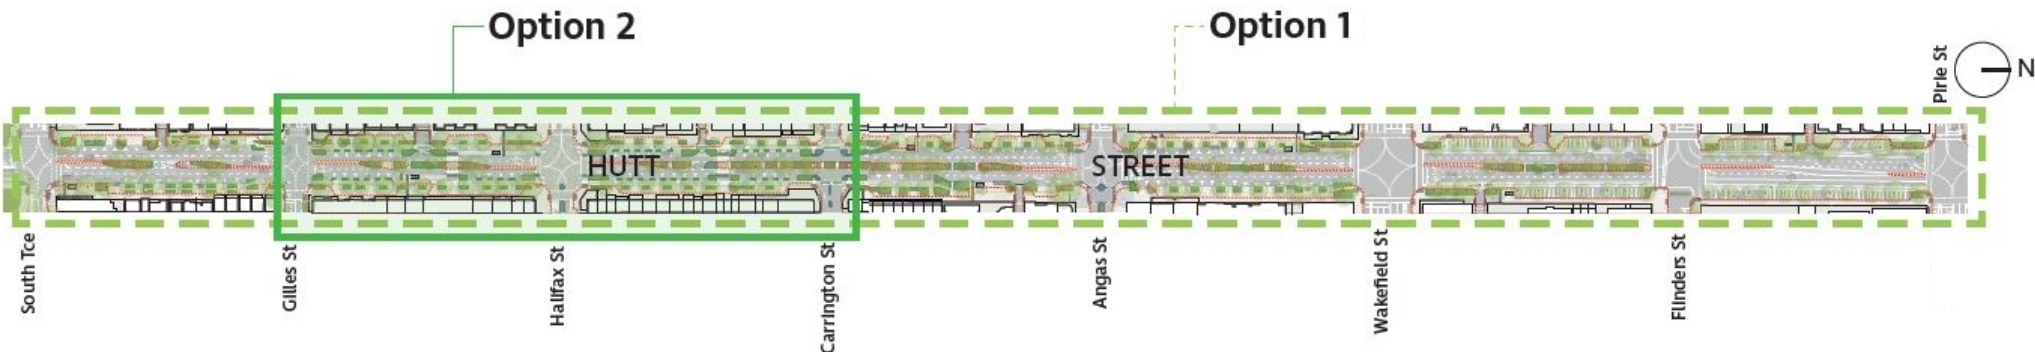 Option 2
Option 1
Pirie St
N
HUTT
STREET
South Tce
Gilles St
Halifax St
Carrington St
Angas St
Wakefield St
Flinders St